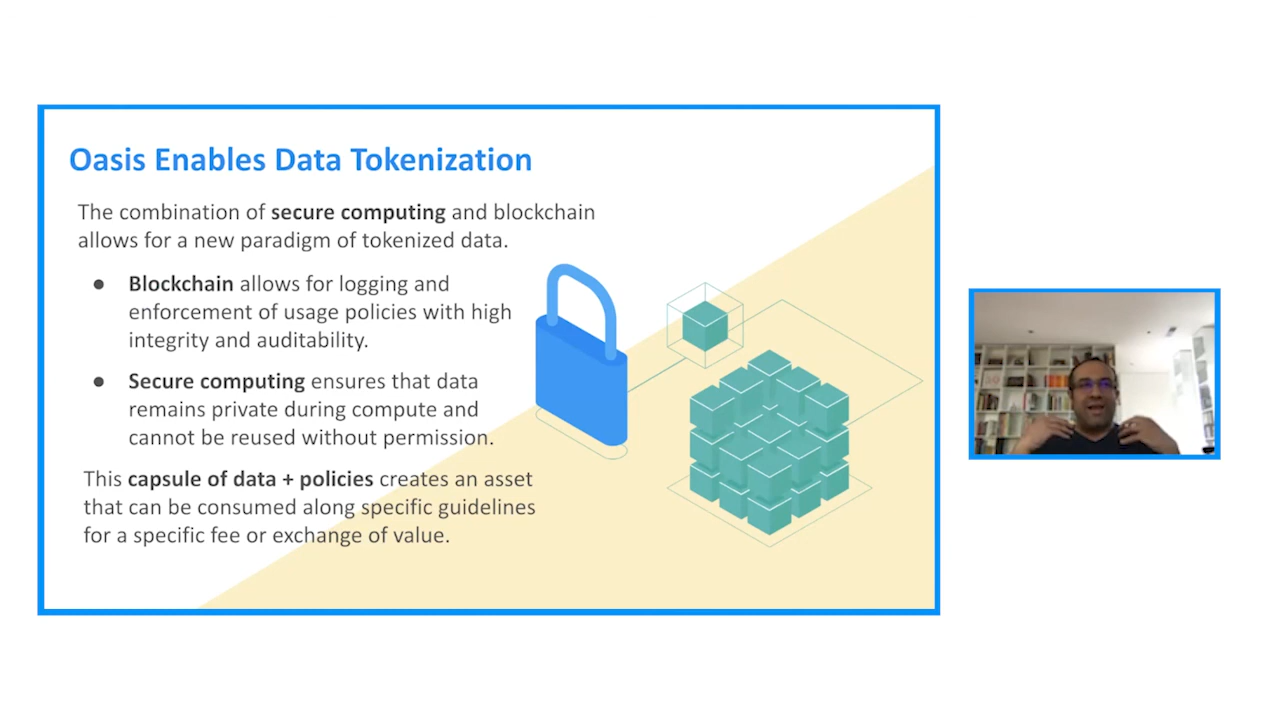 Oasis Enables Data Tokenization
The combination of secure computing and blockchain
allows for a new paradigm of tokenized data.
● Blockchain allows for logging and
enforcement of usage policies with high
integrity and auditability.
● Secure computing ensures that data
remains private during compute and
cannot be reused without permission.
This capsule of data + policies creates an asset
that can be consumed along specific guidelines
for a specific fee or exchange of value.